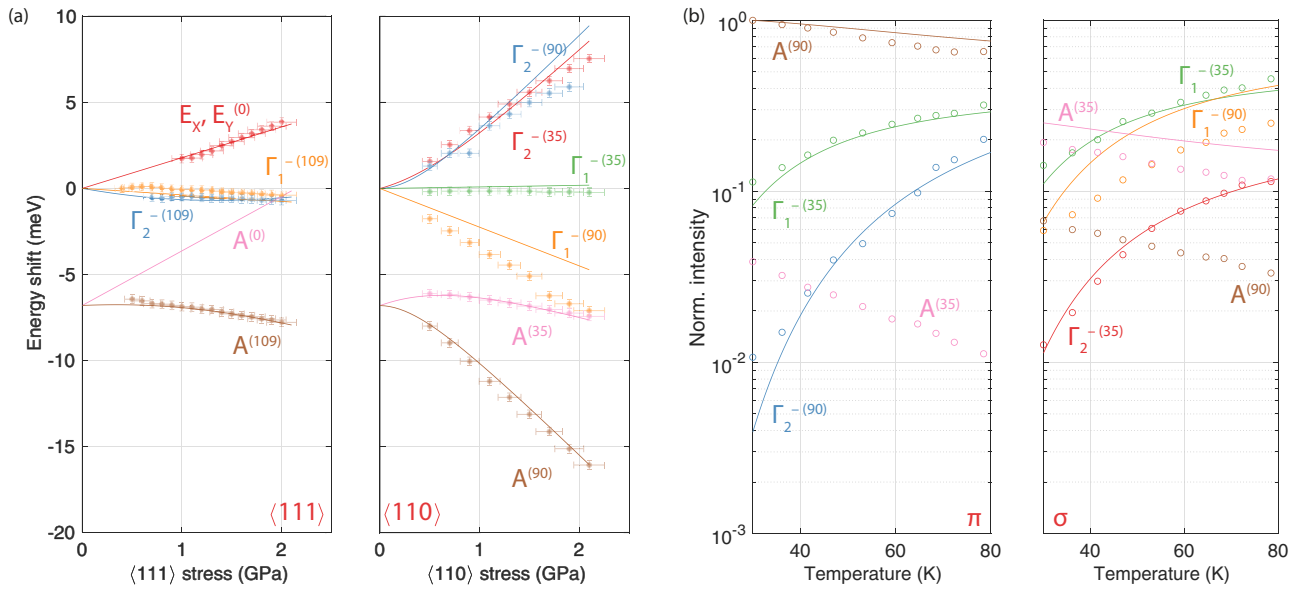 (a)
10
5
0
-5
-10
-15
-20
Energy shift (meV)
E_X, E_Y^(0)
Γ_1^-(109)
Γ_2^-(109)
A^(0)
A^(109)
⟨111⟩
0 1 2
⟨111⟩ stress (GPa)
Γ_2^-(90)
Γ_2^-(35)
Γ_1^-(35)
Γ_1^-(90)
A^(35)
A^(90)
⟨110⟩
0 1 2
⟨110⟩ stress (GPa)
(b)
10^0
10^-1
10^-2
10^-3
Norm. intensity
A^(90)
Γ_1^-(35)
A^(35)
Γ_2^-(90)
π
40 60 80
Temperature (K)
Γ_1^-(35)
A^(35)
Γ_1^-(90)
A^(90)
Γ_2^-(35)
σ
40 60 80
Temperature (K)